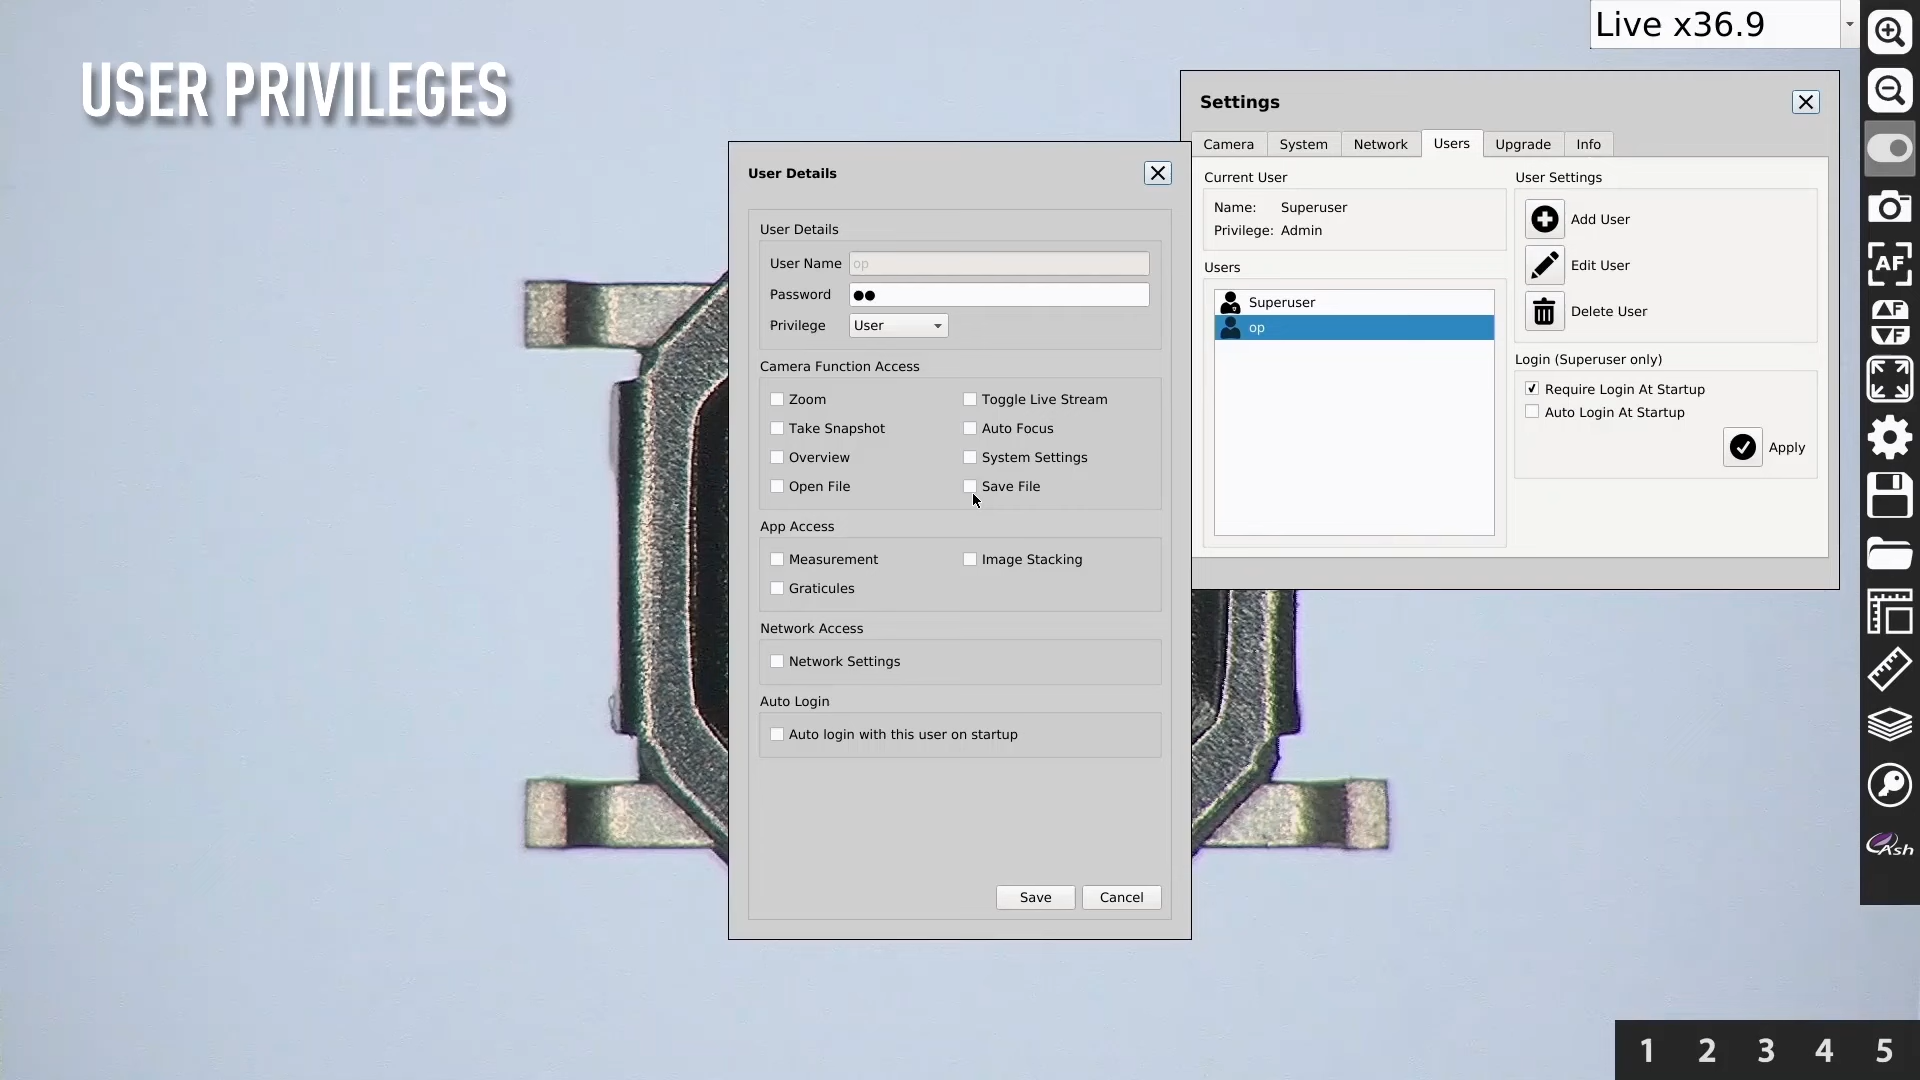 USER PRIVILEGES
Live x36.9
Settings
Camera System Network Users Upgrade Info
Current User
Name: Superuser
Privilege: Admin
Users
Superuser
op
User Settings
Add User
Edit User
Delete User
Login (Superuser only)
Require Login At Startup
Auto Login At Startup
Apply
User Details
User Details
User Name op
Password
Privilege User
Camera Function Access
Zoom Toggle Live Stream
Take Snapshot Auto Focus
Overview System Settings
Open File Save File
App Access
Measurement Image Stacking
Graticules
Network Access
Network Settings
Auto Login
Auto login with this user on startup
Save Cancel
AF
AF
VF
Ash
1 2 3 4 5